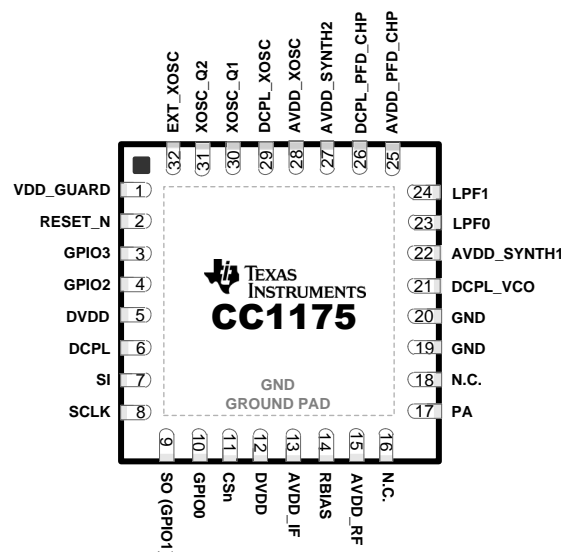 EXT_XOSC
XOSC_Q2
XOSC_Q1
DCPL_XOSC
AVDD_XOSC
AVDD_SYNTH2
DCPL_PFD_CHP
AVDD_PFD_CHP
32
31
30
29
28
27
26
25
VDD_GUARD 1
RESET_N 2
GPIO3 3
GPIO2 4
DVDD 5
DCPL 6
SI 7
SCLK 8
24 LPF1
23 LPF0
22 AVDD_SYNTH1
21 DCPL_VCO
20 GND
19 GND
18 N.C.
17 PA
TEXAS
INSTRUMENTS
CC1175
GND
GROUND PAD
9
10
11
12
13
14
15
16
SO (GPIO1)
GPIO0
CSn
DVDD
AVDD_IF
RBIAS
AVDD_RF
N.C.